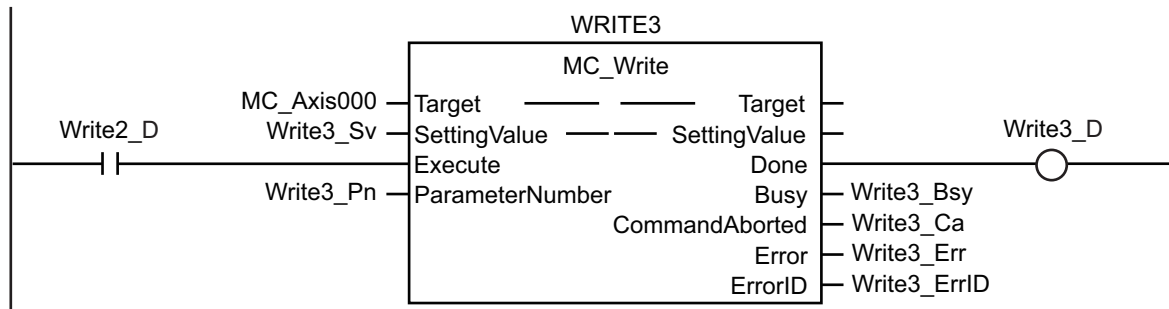 WRITE3
MC_Write
MC_Axis000 Target Target
Write2_D Write3_Sv SettingValue SettingValue Write3_D
Execute Done
Write3_Pn ParameterNumber Busy Write3_Bsy
CommandAborted Write3_Ca
Error Write3_Err
ErrorID Write3_ErrID